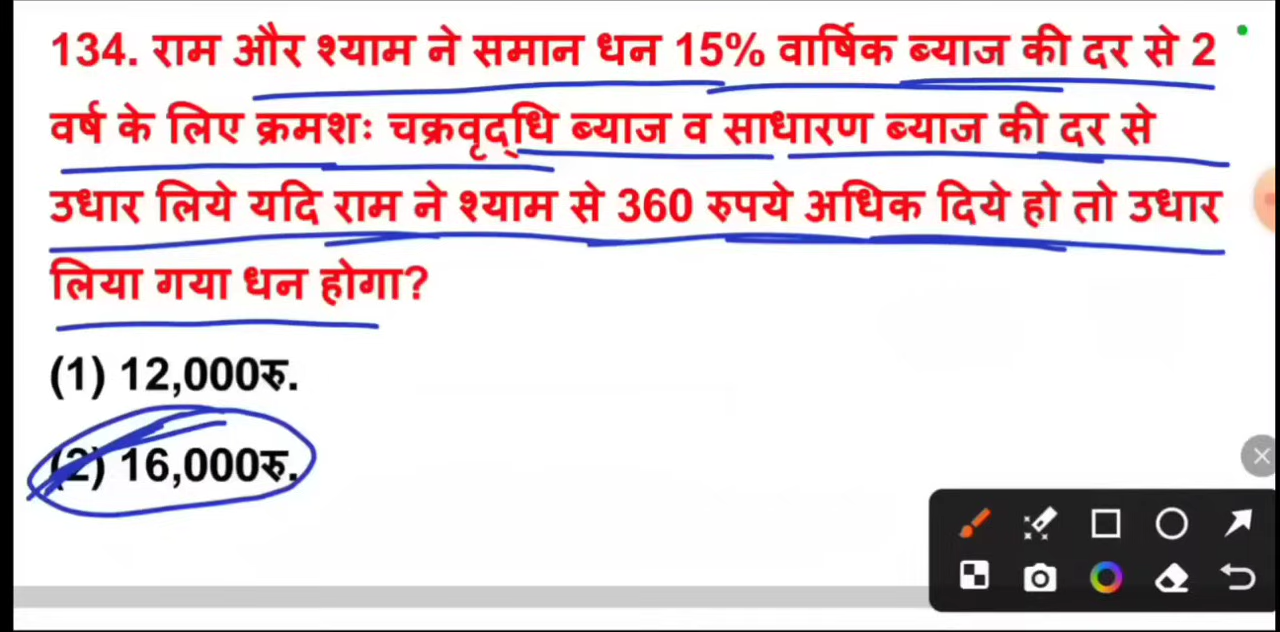 134. राम और श्याम ने समान धन 15% वार्षिक ब्याज की दर से 2
वर्ष के लिए क्रमशः चक्रवृद्धि ब्याज व साधारण ब्याज की दर से
उधार लिये यदि राम ने श्याम से 360 रुपये अधिक दिये हो तो उधार
लिया गया धन होगा?
(1) 12,000रु.
(2) 16,000रु.